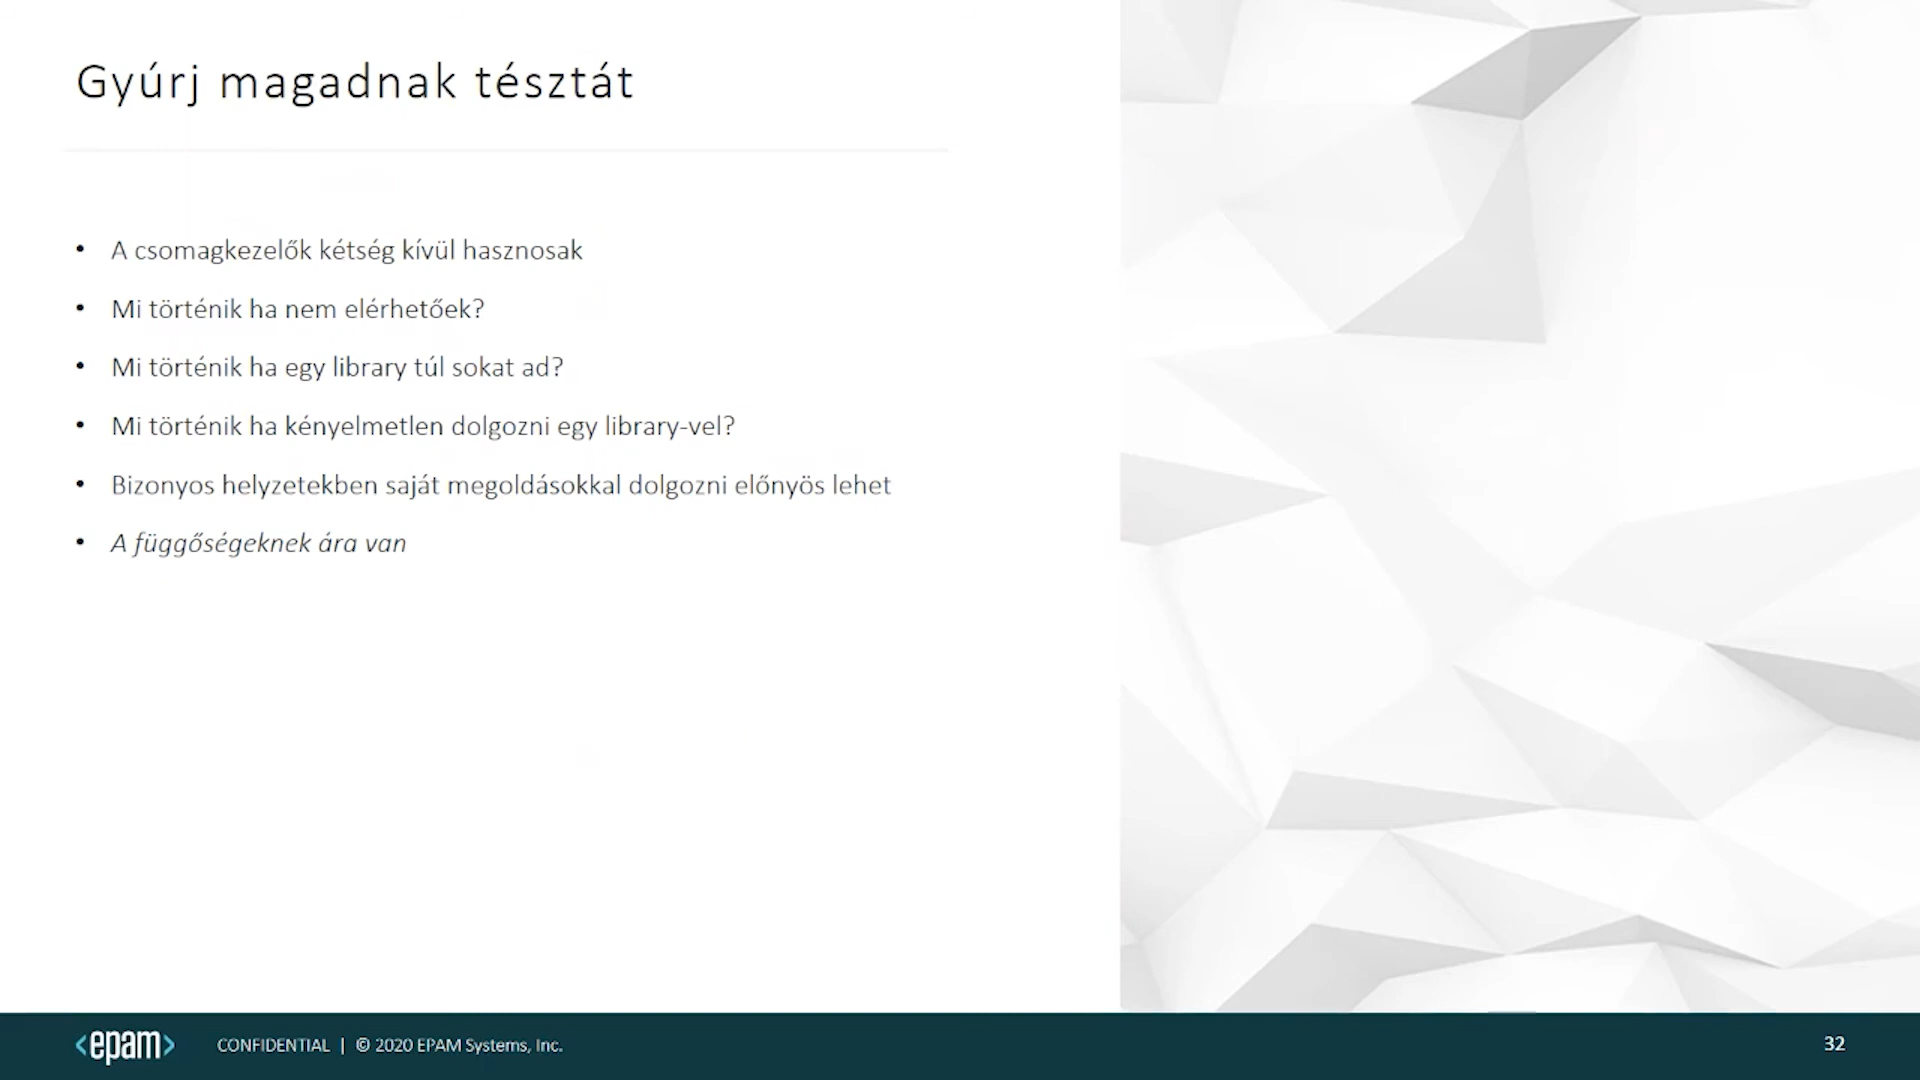 Gyúrj magadnak tésztát
• A csomagkezelők kétség kívül hasznosak
• Mi történik ha nem elérhetőek?
• Mi történik ha egy library túl sokat ad?
• Mi történik ha kényelmetlen dolgozni egy library-vel?
• Bizonyos helyzetekben saját megoldásokkal dolgozni előnyös lehet
• A függőségeknek ára van
<epam> CONFIDENTIAL | © 2020 EPAM Systems, Inc. 32